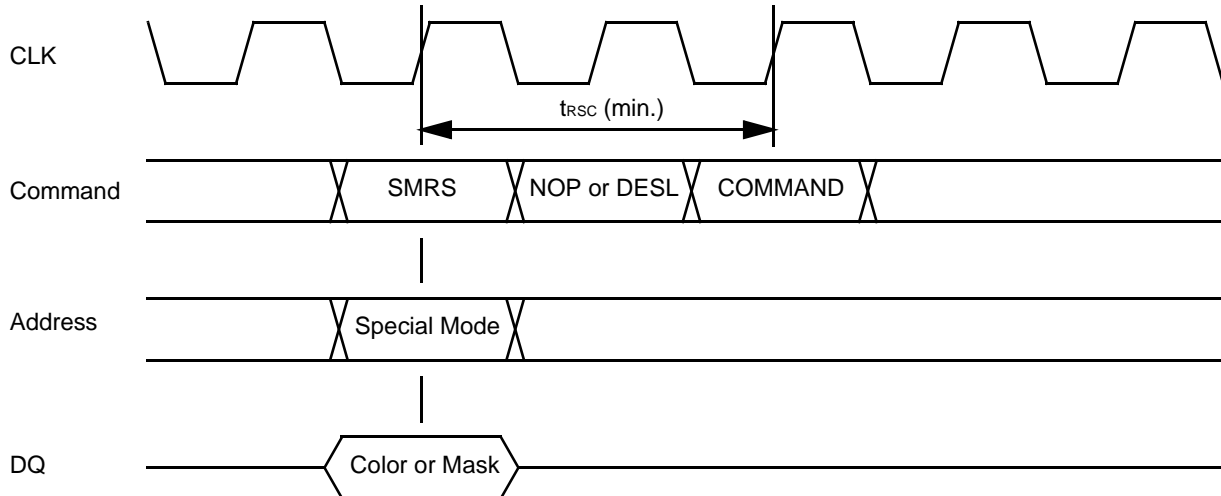 CLK
tRSC (min.)
Command
SMRS
NOP or DESL
COMMAND
Address
Special Mode
DQ
Color or Mask